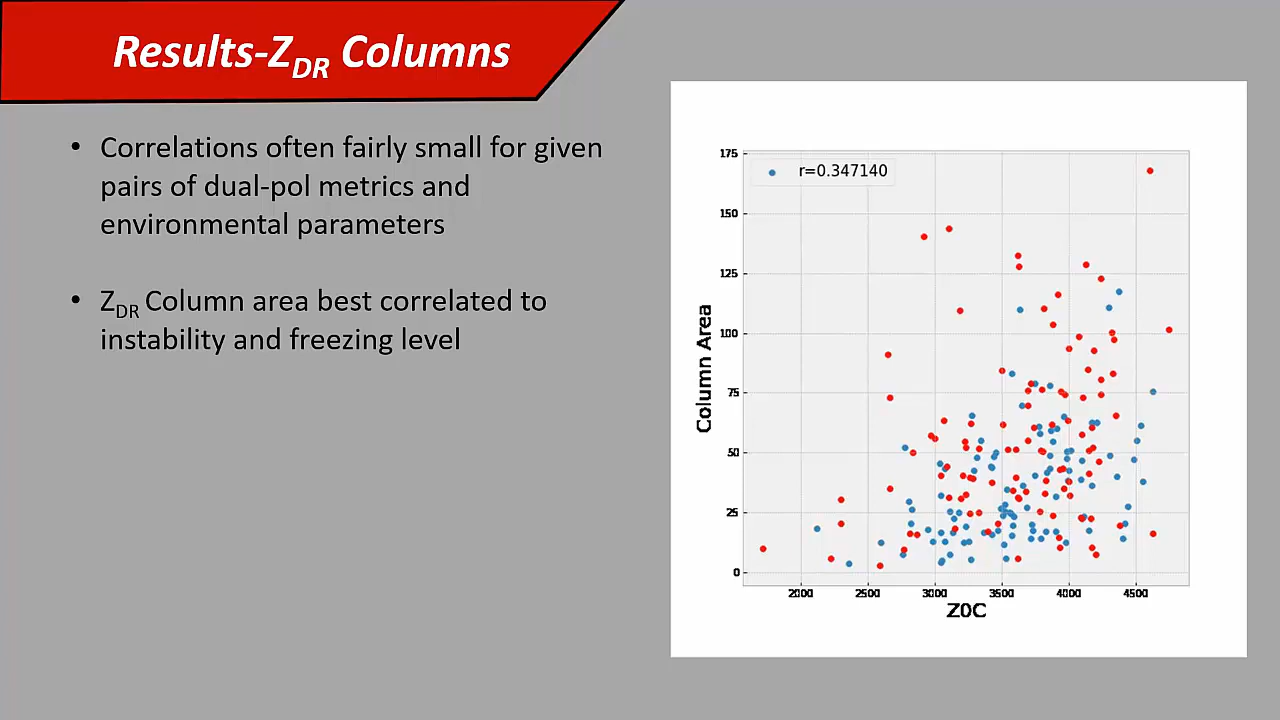 Results-ZDR Columns
• Correlations often fairly small for given
pairs of dual-pol metrics and
environmental parameters
• ZDR Column area best correlated to
instability and freezing level
r=0.347140
175
150
125
100
75
50
25
0
Column Area
2000 2500 3000 3500 4000 4500
Z0C